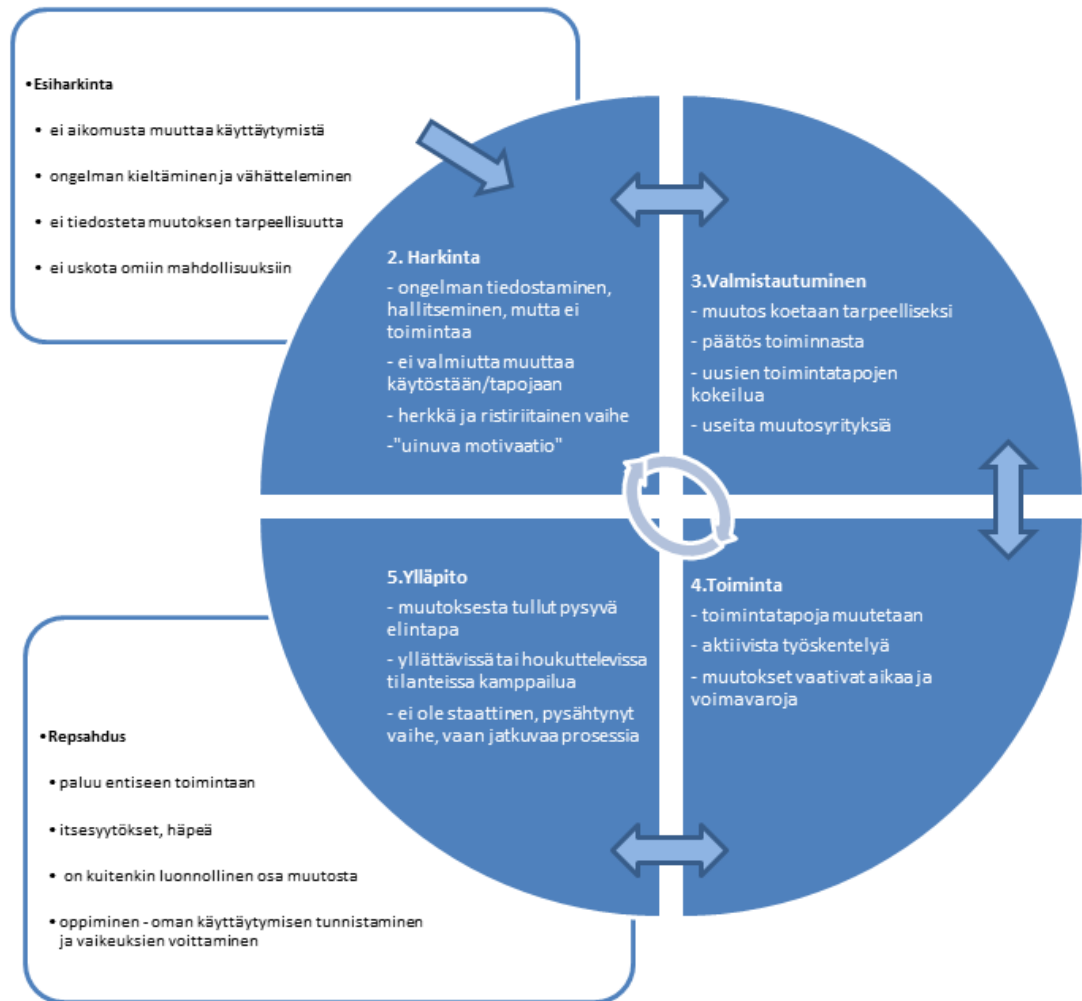 •Esiharkinta
• ei aikomusta muuttaa käyttäytymistä
• ongelman kieltäminen ja vähätteleminen
• ei tiedosteta muutoksen tarpeellisuutta
• ei uskota omiin mahdollisuuksiin
2. Harkinta
- ongelman tiedostaminen,
hallitseminen, mutta ei
toimintaa
- ei valmiutta muuttaa
käytöstään/tapojaan
- herkkä ja ristiriitainen vaihe
-"uinuva motivaatio"
3.Valmistautuminen
- muutos koetaan tarpeelliseksi
- päätös toiminnasta
- uusien toimintatapojen
kokeilua
- useita muutosyrityksiä
4.Toiminta
- toimintatapoja muutetaan
- aktiivista työskentelyä
- muutokset vaativat aikaa ja
voimavaroja
5.Ylläpito
- muutoksesta tullut pysyvä
elintapa
- yllättävissä tai houkuttelevissa
tilanteissa kamppailua
- ei ole staattinen, pysähtynyt
vaihe, vaan jatkuvaa prosessia
•Repsahdus
• paluu entiseen toimintaan
• itsesyytökset, häpeä
• on kuitenkin luonnollinen osa muutosta
• oppiminen - oman käyttäytymisen tunnistaminen
ja vaikeuksien voittaminen